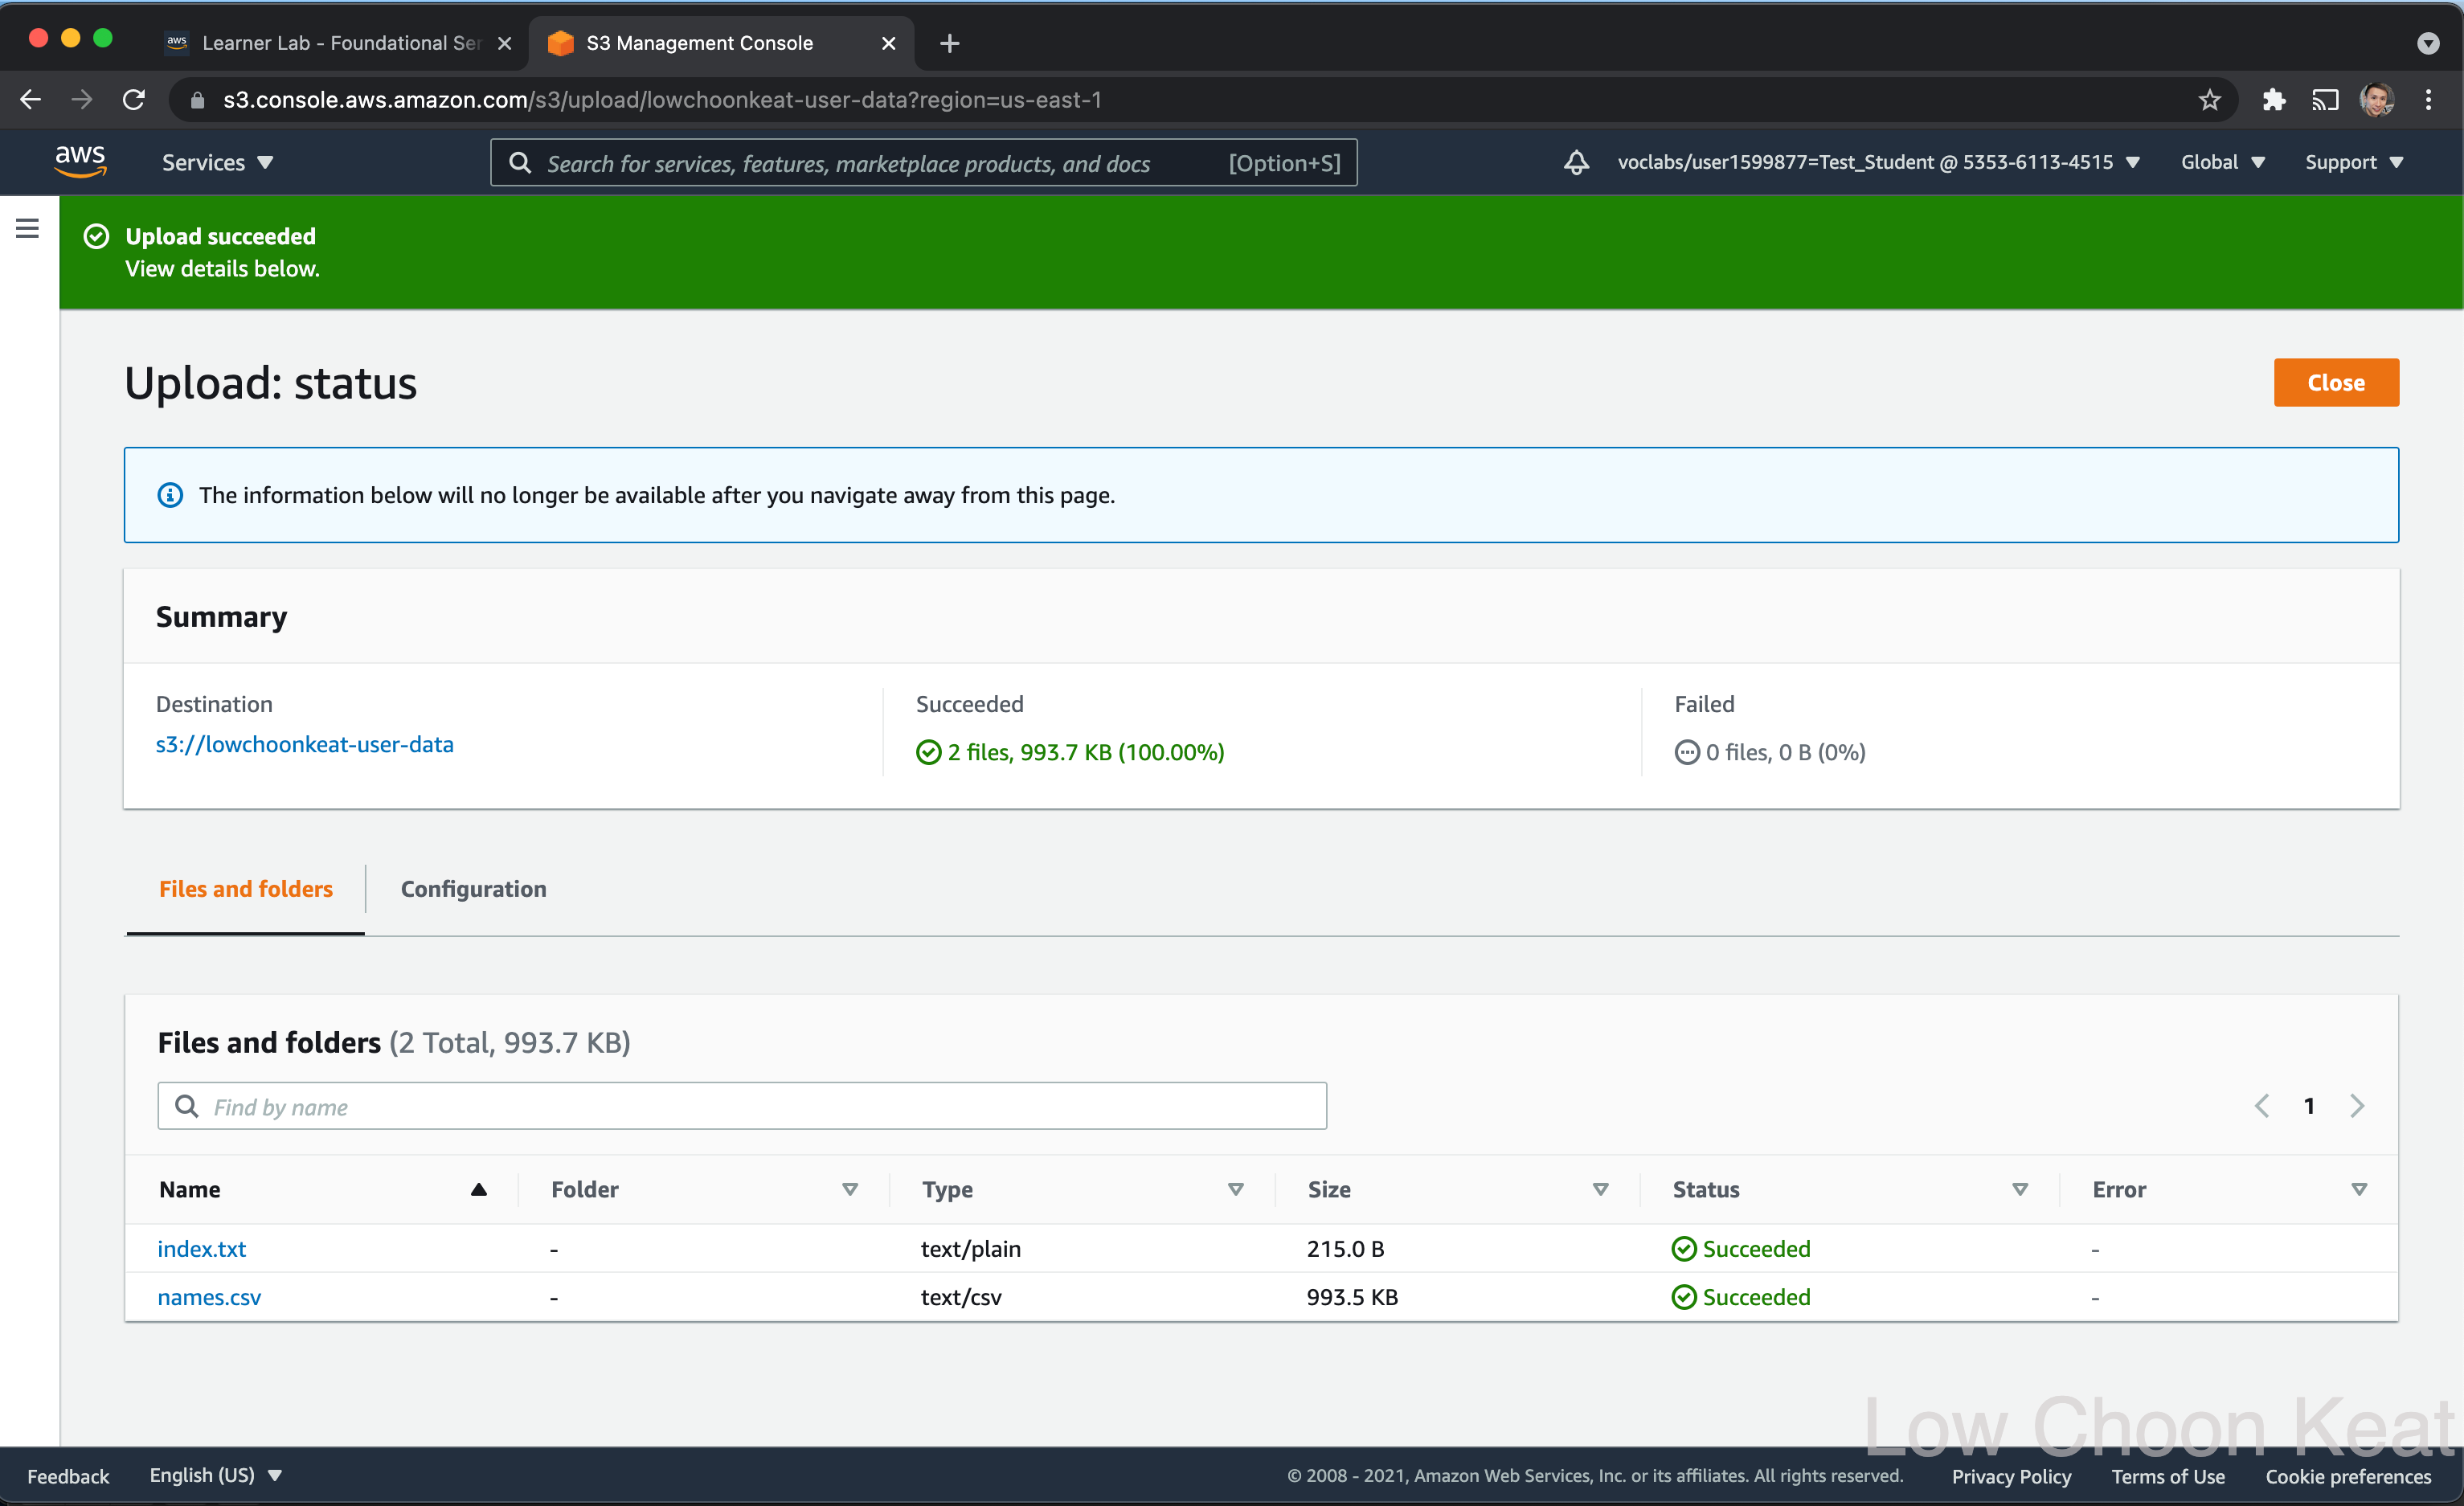 aws Learner Lab - Foundational Ser
S3 Management Console
s3.console.aws.amazon.com/s3/upload/lowchoonkeat-user-data?region=us-east-1
aws
Services
Search for services, features, marketplace products, and docs [Option+S]
voclabs/user1599877=Test_Student @ 5353-6113-4515
Global
Support
Upload succeeded
View details below.
Upload: status
Close
The information below will no longer be available after you navigate away from this page.
Summary
Destination
s3://lowchoonkeat-user-data
Succeeded
2 files, 993.7 KB (100.00%)
Failed
0 files, 0 B (0%)
Files and folders
Configuration
Files and folders (2 Total, 993.7 KB)
Find by name
1
Name Folder Type Size Status Error
index.txt - text/plain 215.0 B Succeeded -
names.csv - text/csv 993.5 KB Succeeded -
Low Choon Keat
Feedback English (US) © 2008 - 2021, Amazon Web Services, Inc. or its affiliates. All rights reserved. Privacy Policy Terms of Use Cookie preferences